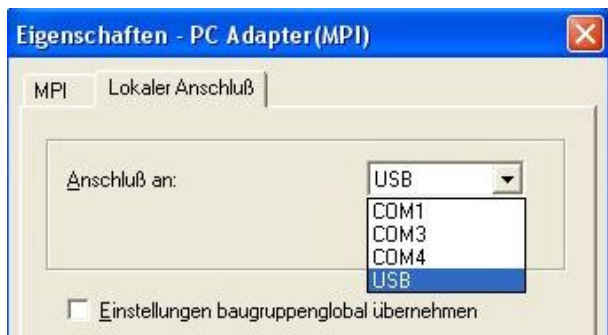 Eigenschaften - PC Adapter(MPI)
MPI Lokaler Anschluß
Anschluß an: USB
COM1
COM3
COM4
USB
Einstellungen baugruppenglobal übernehmen